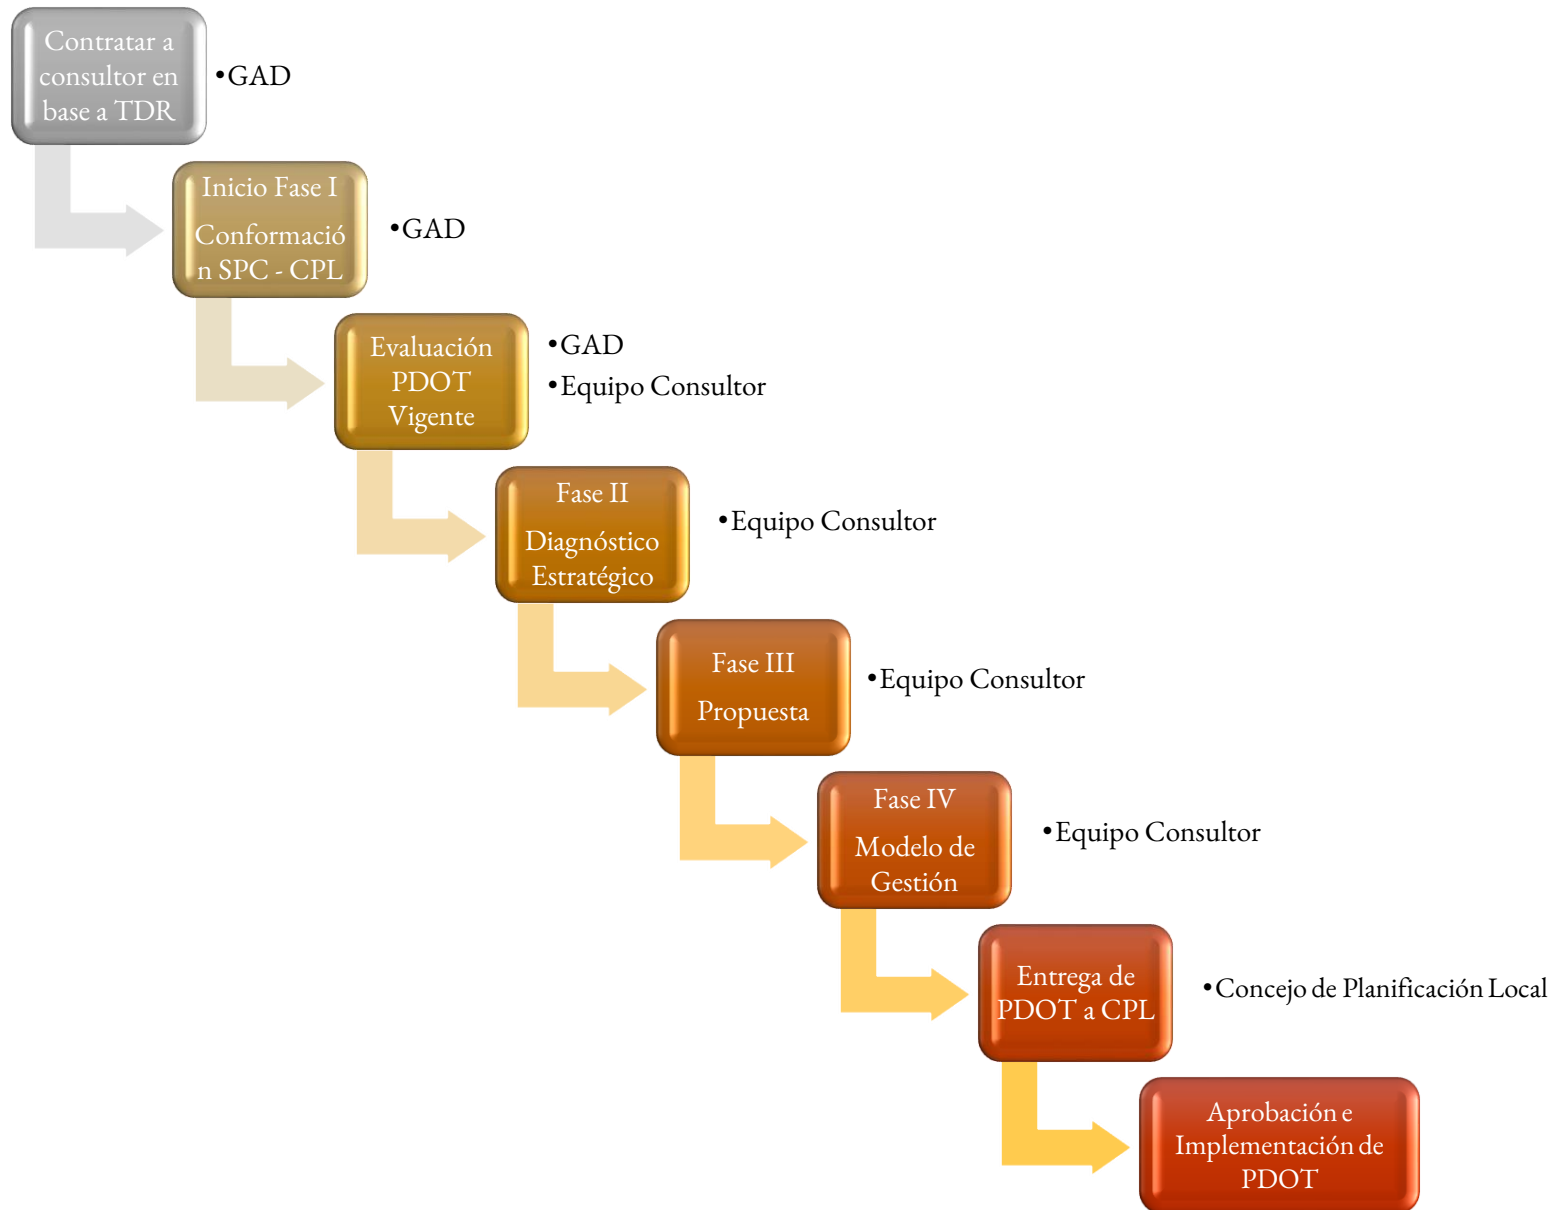 Contratar a
consultor en
base a TDR
•GAD
Inicio Fase I
Conformació
n SPC - CPL
•GAD
Evaluación
PDOT
Vigente
•GAD
•Equipo Consultor
Fase II
Diagnóstico
Estratégico
•Equipo Consultor
Fase III
Propuesta
•Equipo Consultor
Fase IV
Modelo de
Gestión
•Equipo Consultor
Entrega de
PDOT a CPL
•Concejo de Planificación Local
Aprobación e
Implementación de
PDOT